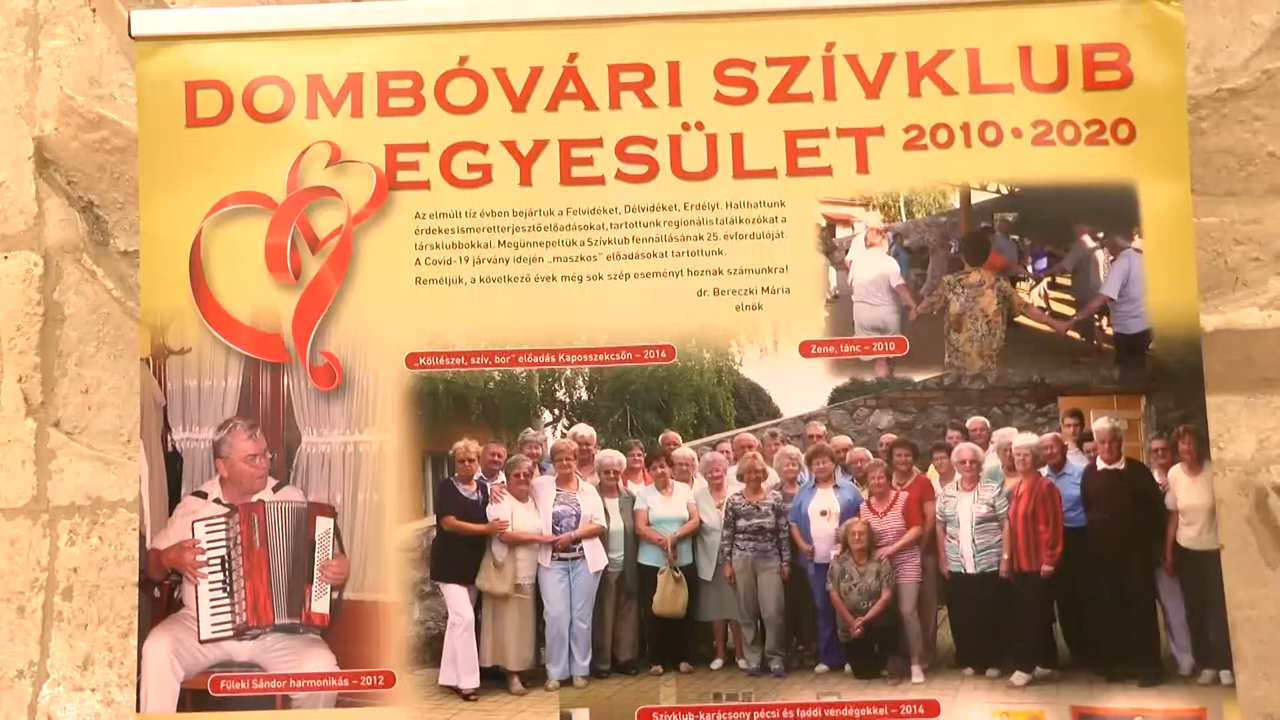 DOMBÓVÁRI SZÍVKLUB
EGYESÜLET 2010•2020
Az elmúlt tíz évben bejártuk a Felvidéket, Délvidéket, Erdélyt. Hallhattunk
érdekes ismeretterjesztő előadásokat, tartottunk regionális találkozókat a
társklubbokkal. Megünnepeltük a Szívklub fennállásának 25. évfordulóját.
A Covid-19 járvány idején „maszkos” előadásokat tartottunk.
Reméljük, a következő évek még sok szép eseményt hoznak számunkra!
dr. Bereczki Mária
elnök
Zene, tánc – 2010
„Költészet, szív, bor” előadás Kaposszekcsőn – 2014
Füleki Sándor harmonikás – 2012
Szívklub-karácsony pécsi és faddi vendégekkel – 2014